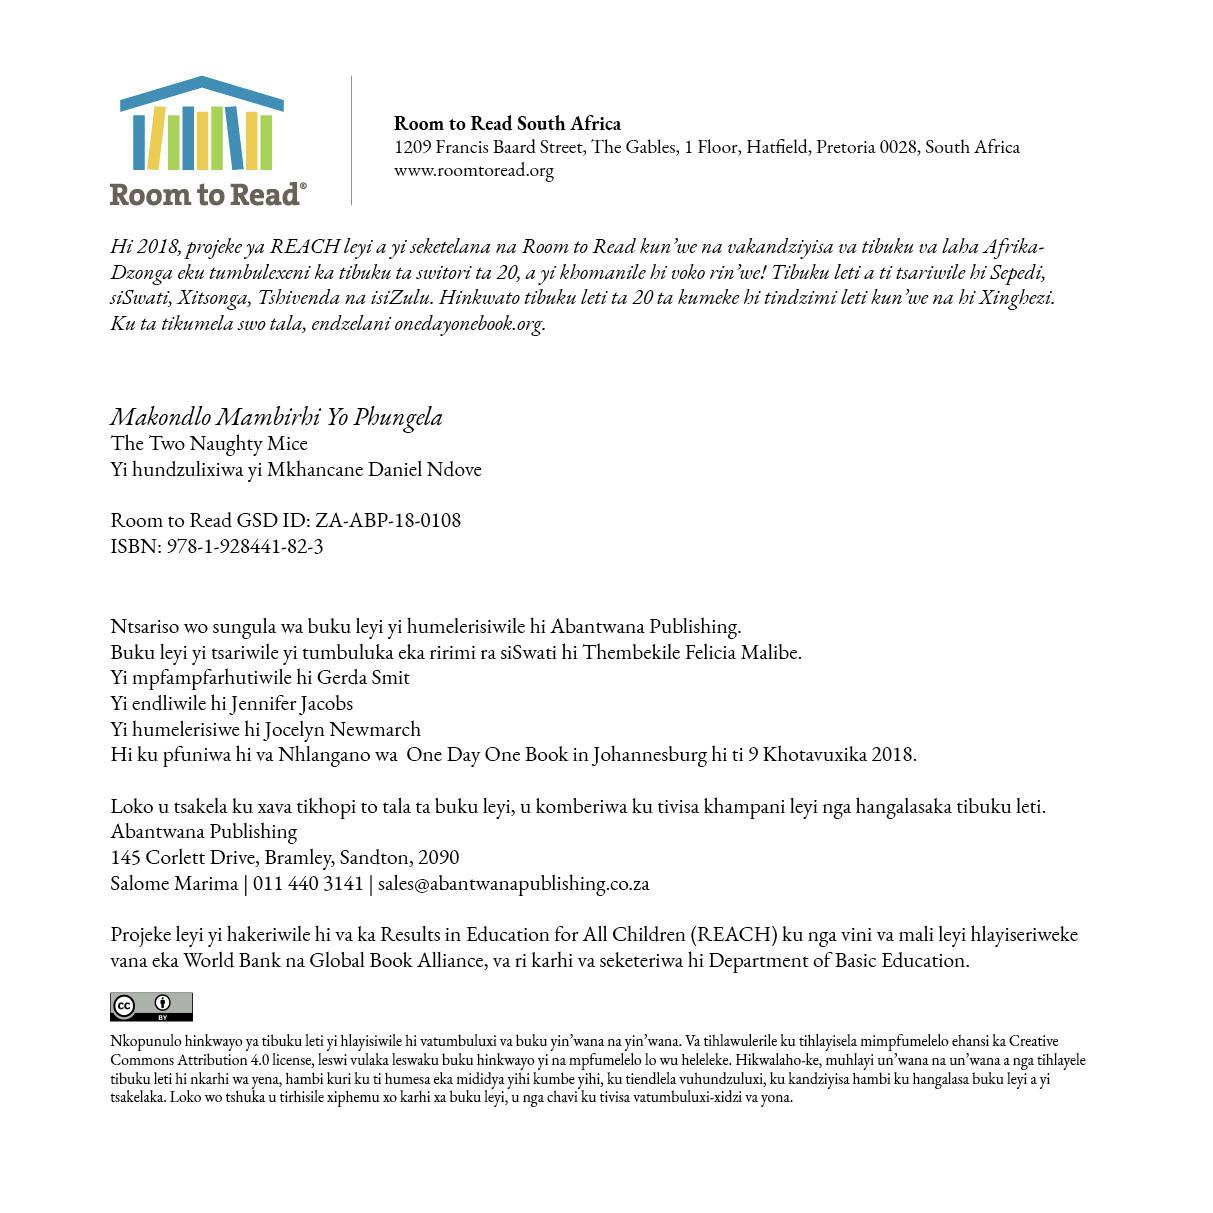 Room to Read®
Room to Read South Africa
1209 Francis Baard Street, The Gables, 1 Floor, Hatfield, Pretoria 0028, South Africa
www.roomtoread.org
Hi 2018, projeke ya REACH leyi a yi seketelana na Room to Read kun’we na vakandziyisa va tibuku va laha Afrika-
Dzonga eku tumbulexeni ka tibuku ta switori ta 20, a yi khomanile hi voko rin’we! Tibuku leti a ti tsariwile hi Sepedi,
siSwati, Xitsonga, Tshivenda na isiZulu. Hinkwato tibuku leti ta 20 ta kumeke hi tindzimi leti kun’we na hi Xinghezi.
Ku ta tikumela swo tala, endzelani onedayonebook.org.
Makondlo Mambirhi Yo Phungela
The Two Naughty Mice
Yi hundzulixiwa yi Mkhancane Daniel Ndove
Room to Read GSD ID: ZA-ABP-18-0108
ISBN: 978-1-928441-82-3
Ntsariso wo sungula wa buku leyi yi humelerisiwile hi Abantwana Publishing.
Buku leyi yi tsariwile yi tumbuluka eka ririmi ra siSwati hi Thembekile Felicia Malibe.
Yi mpfampfarhutiwile hi Gerda Smit
Yi endliwile hi Jennifer Jacobs
Yi humelerisiwe hi Jocelyn Newmarch
Hi ku pfuniwa hi va Nhlangano wa  One Day One Book in Johannesburg hi ti 9 Khotavuxika 2018.
Loko u tsakela ku xava tikhopi to tala ta buku leyi, u komberiwa ku tivisa khampani leyi nga hangalasaka tibuku leti.
Abantwana Publishing
145 Corlett Drive, Bramley, Sandton, 2090
Salome Marima | 011 440 3141 | sales@abantwanapublishing.co.za
Projeke leyi yi hakeriwile hi va ka Results in Education for All Children (REACH) ku nga vini va mali leyi hlayiseriweke
vana eka World Bank na Global Book Alliance, va ri karhi va seketeriwa hi Department of Basic Education.
cc BY
Nkopunulo hinkwayo ya tibuku leti yi hlayisiwile hi vatumbuluxi va buku yin’wana na yin’wana. Va tihlawulerile ku tihlayisela mimpfumelelo ehansi ka Creative
Commons Attribution 4.0 license, leswi vulaka leswaku buku hinkwayo yi na mpfumelelo lo wu heleleke. Hikwalaho-ke, muhlayi un’wana na un’wana a nga tihlayele
tibuku leti hi nkarhi wa yena, hambi kuri ku ti humesa eka mididya yihi kumbe yihi, ku tiendlela vuhundzuluxi, ku kandziyisa hambi ku hangalasa buku leyi a yi
tsakelaka. Loko wo tshuka u tirhisile xiphemu xo karhi xa buku leyi, u nga chavi ku tivisa vatumbuluxi-xidzi va yona.